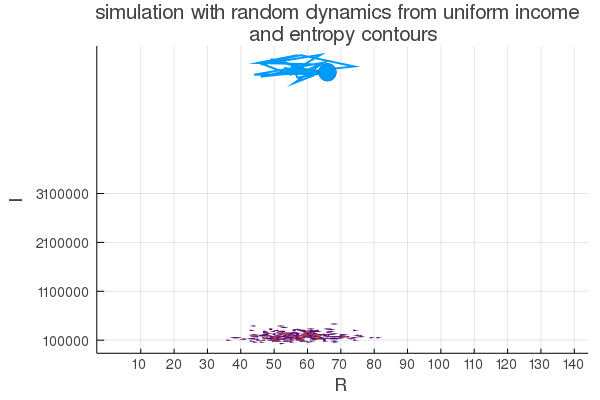 simulation with random dynamics from uniform income
and entropy contours
I
3100000
2100000
1100000
100000
10 20 30 40 50 60 70 80 90 100 110 120 130 140
R